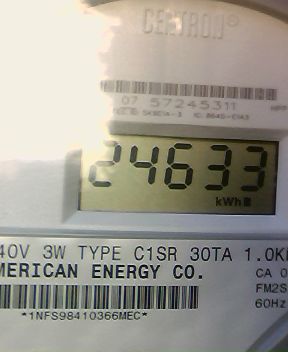 CENTRON®
07 57245311
24633
kWh
40V 3W TYPE C1SR 30TA 1.0K
MERICAN ENERGY CO.
CA 0
FM2S
60Hz
*1NFS98410366MEC*